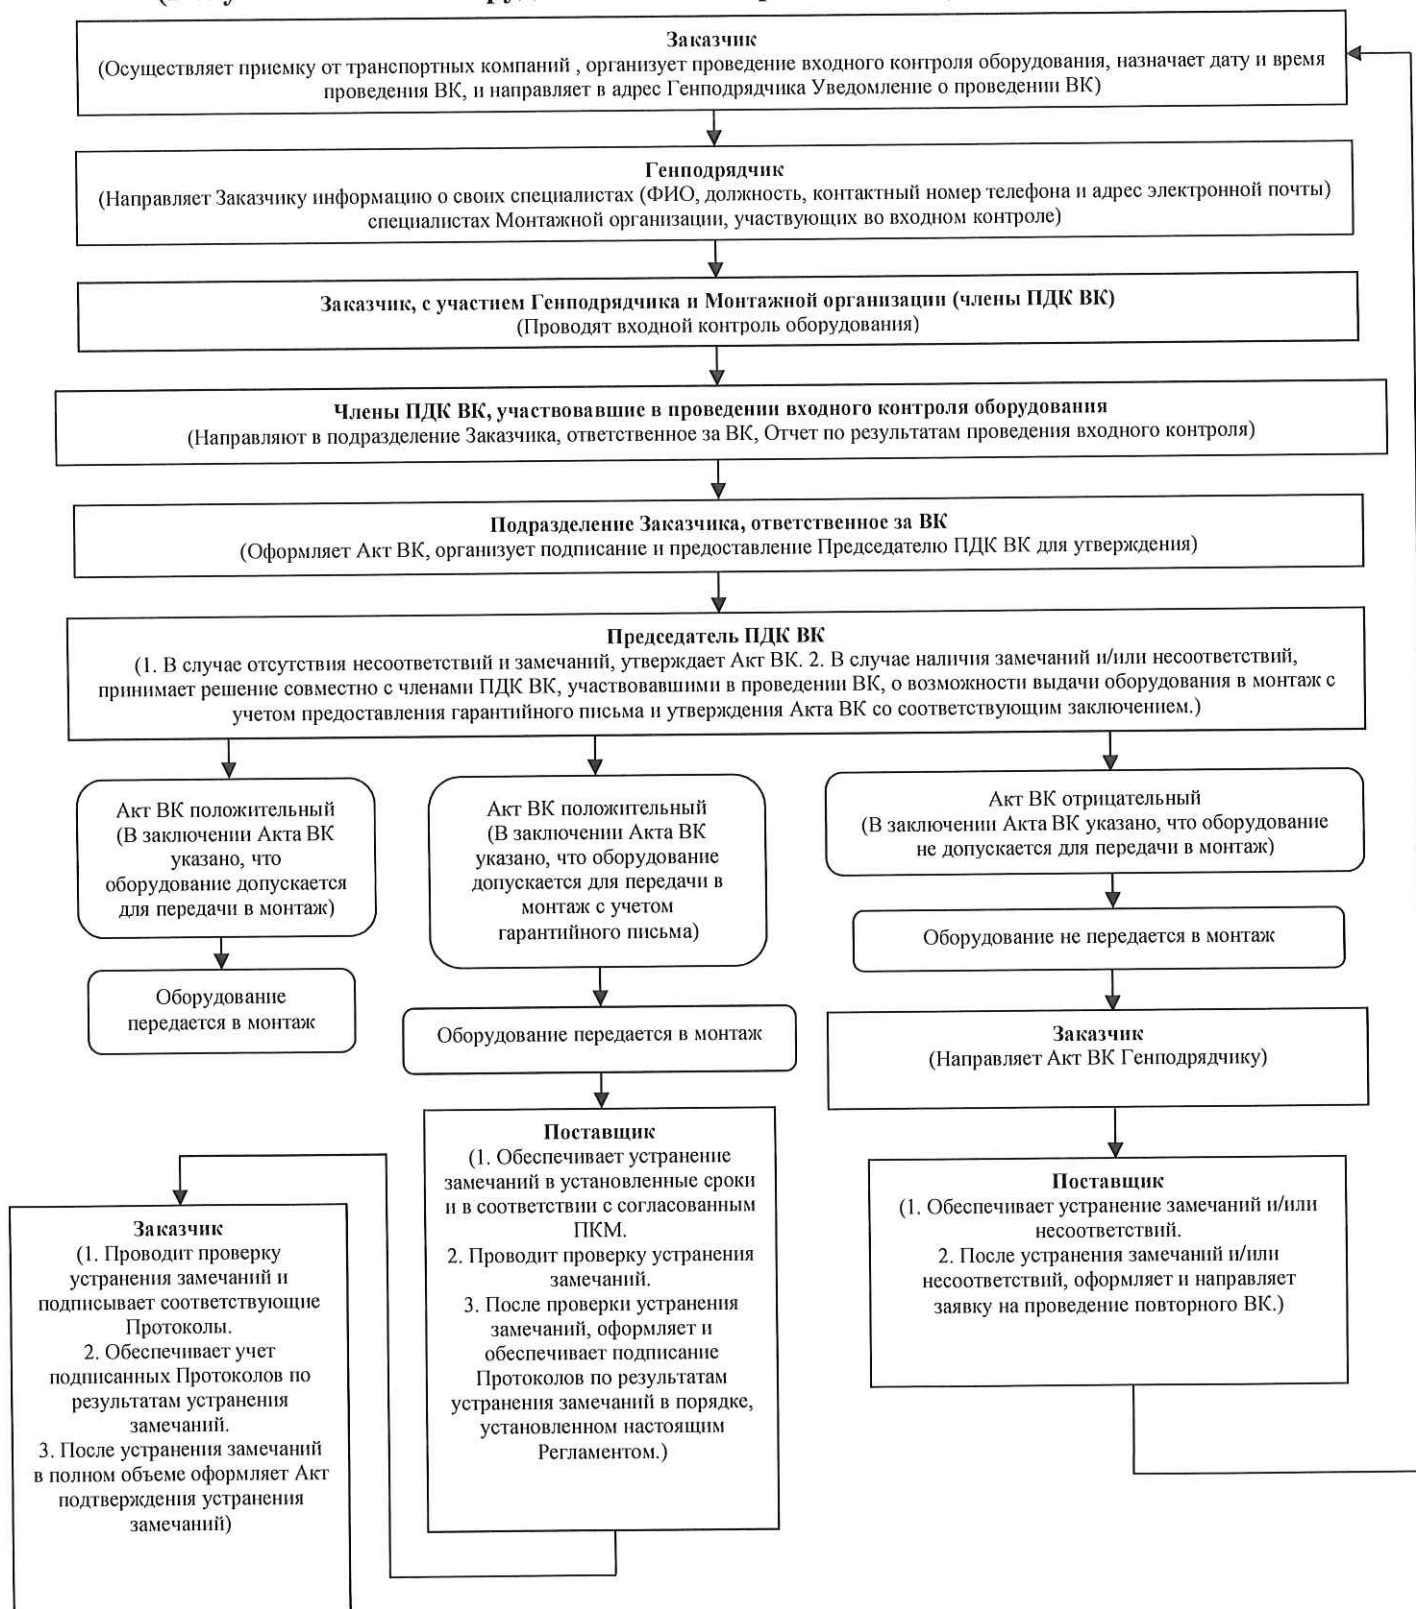 Заказчик
(Осуществляет приемку от транспортных компаний , организует проведение входного контроля оборудования, назначает дату и время
проведения ВК, и направляет в адрес Генподрядчика Уведомление о проведении ВК)
Генподрядчик
(Направляет Заказчику информацию о своих специалистах (ФИО, должность, контактный номер телефона и адрес электронной почты)
специалистах Монтажной организации, участвующих во входном контроле)
Заказчик, с участием Генподрядчика и Монтажной организации (члены ПДК ВК)
(Проводят входной контроль оборудования)
Члены ПДК ВК, участвовавшие в проведении входного контроля оборудования
(Направляют в подразделение Заказчика, ответственное за ВК, Отчет по результатам проведения входного контроля)
Подразделение Заказчика, ответственное за ВК
(Оформляет Акт ВК, организует подписание и предоставление Председателю ПДК ВК для утверждения)
Председатель ПДК ВК
(1. В случае отсутствия несоответствий и замечаний, утверждает Акт ВК. 2. В случае наличия замечаний и/или несоответствий,
принимает решение совместно с членами ПДК ВК, участвовавшими в проведении ВК, о возможности выдачи оборудования в монтаж с
учетом предоставления гарантийного письма и утверждения Акта ВК со соответствующим заключением.)
Акт ВК положительный
(В заключении Акта ВК
указано, что
оборудование допускается
для передачи в монтаж)
Оборудование
передается в монтаж
Акт ВК положительный
(В заключении Акта ВК
указано, что оборудование
допускается для передачи в
монтаж с учетом
гарантийного письма)
Оборудование передается в монтаж
Акт ВК отрицательный
(В заключении Акта ВК указано, что оборудование
не допускается для передачи в монтаж)
Оборудование не передается в монтаж
Заказчик
(Направляет Акт ВК Генподрядчику)
Поставщик
(1. Обеспечивает устранение
замечаний в установленные сроки
и в соответствии с согласованным
ПКМ.
2. Проводит проверку устранения
замечаний.
3. После проверки устранения
замечаний, оформляет и
обеспечивает подписание
Протоколов по результатам
устранения замечаний в порядке,
установленном настоящим
Регламентом.)
Поставщик
(1. Обеспечивает устранение замечаний и/или
несоответствий.
2. После устранения замечаний и/или
несоответствий, оформляет и направляет
заявку на проведение повторного ВК.)
Заказчик
(1. Проводит проверку
устранения замечаний и
подписывает соответствующие
Протоколы.
2. Обеспечивает учет
подписанных Протоколов по
результатам устранения
замечаний.
3. После устранения замечаний
в полном объеме оформляет Акт
подтверждения устранения
замечаний)